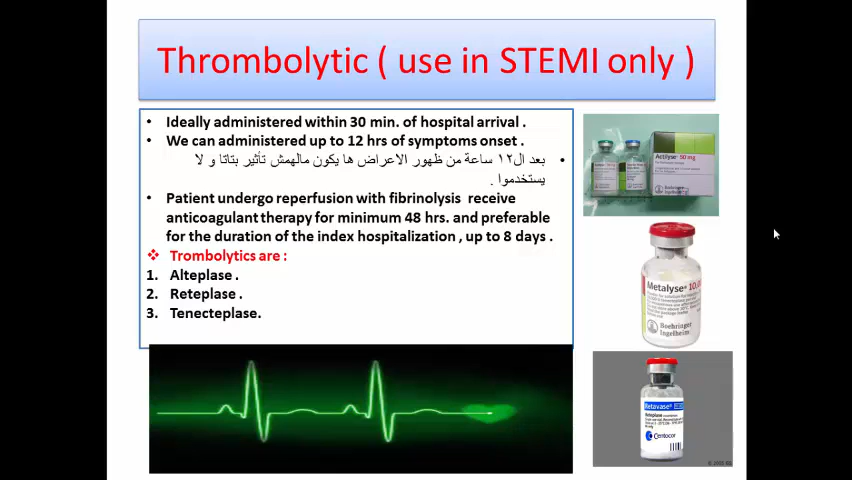 Thrombolytic ( use in STEMI only )
• Ideally administered within 30 min. of hospital arrival .
• We can administered up to 12 hrs of symptoms onset .
• بعد ال١٢ ساعة من ظهور الاعراض ها يكون مالهمش تأثير بتاتا و لا
يستخدموا .
• Patient undergo reperfusion with fibrinolysis receive
anticoagulant therapy for minimum 48 hrs. and preferable
for the duration of the index hospitalization , up to 8 days .
❖ Trombolytics are :
1. Alteplase .
2. Reteplase .
3. Tenecteplase.
Actilyse® 50 mg
Boehringer
Ingelheim
Metalyse® 10,
Boehringer
Ingelheim
Centocor